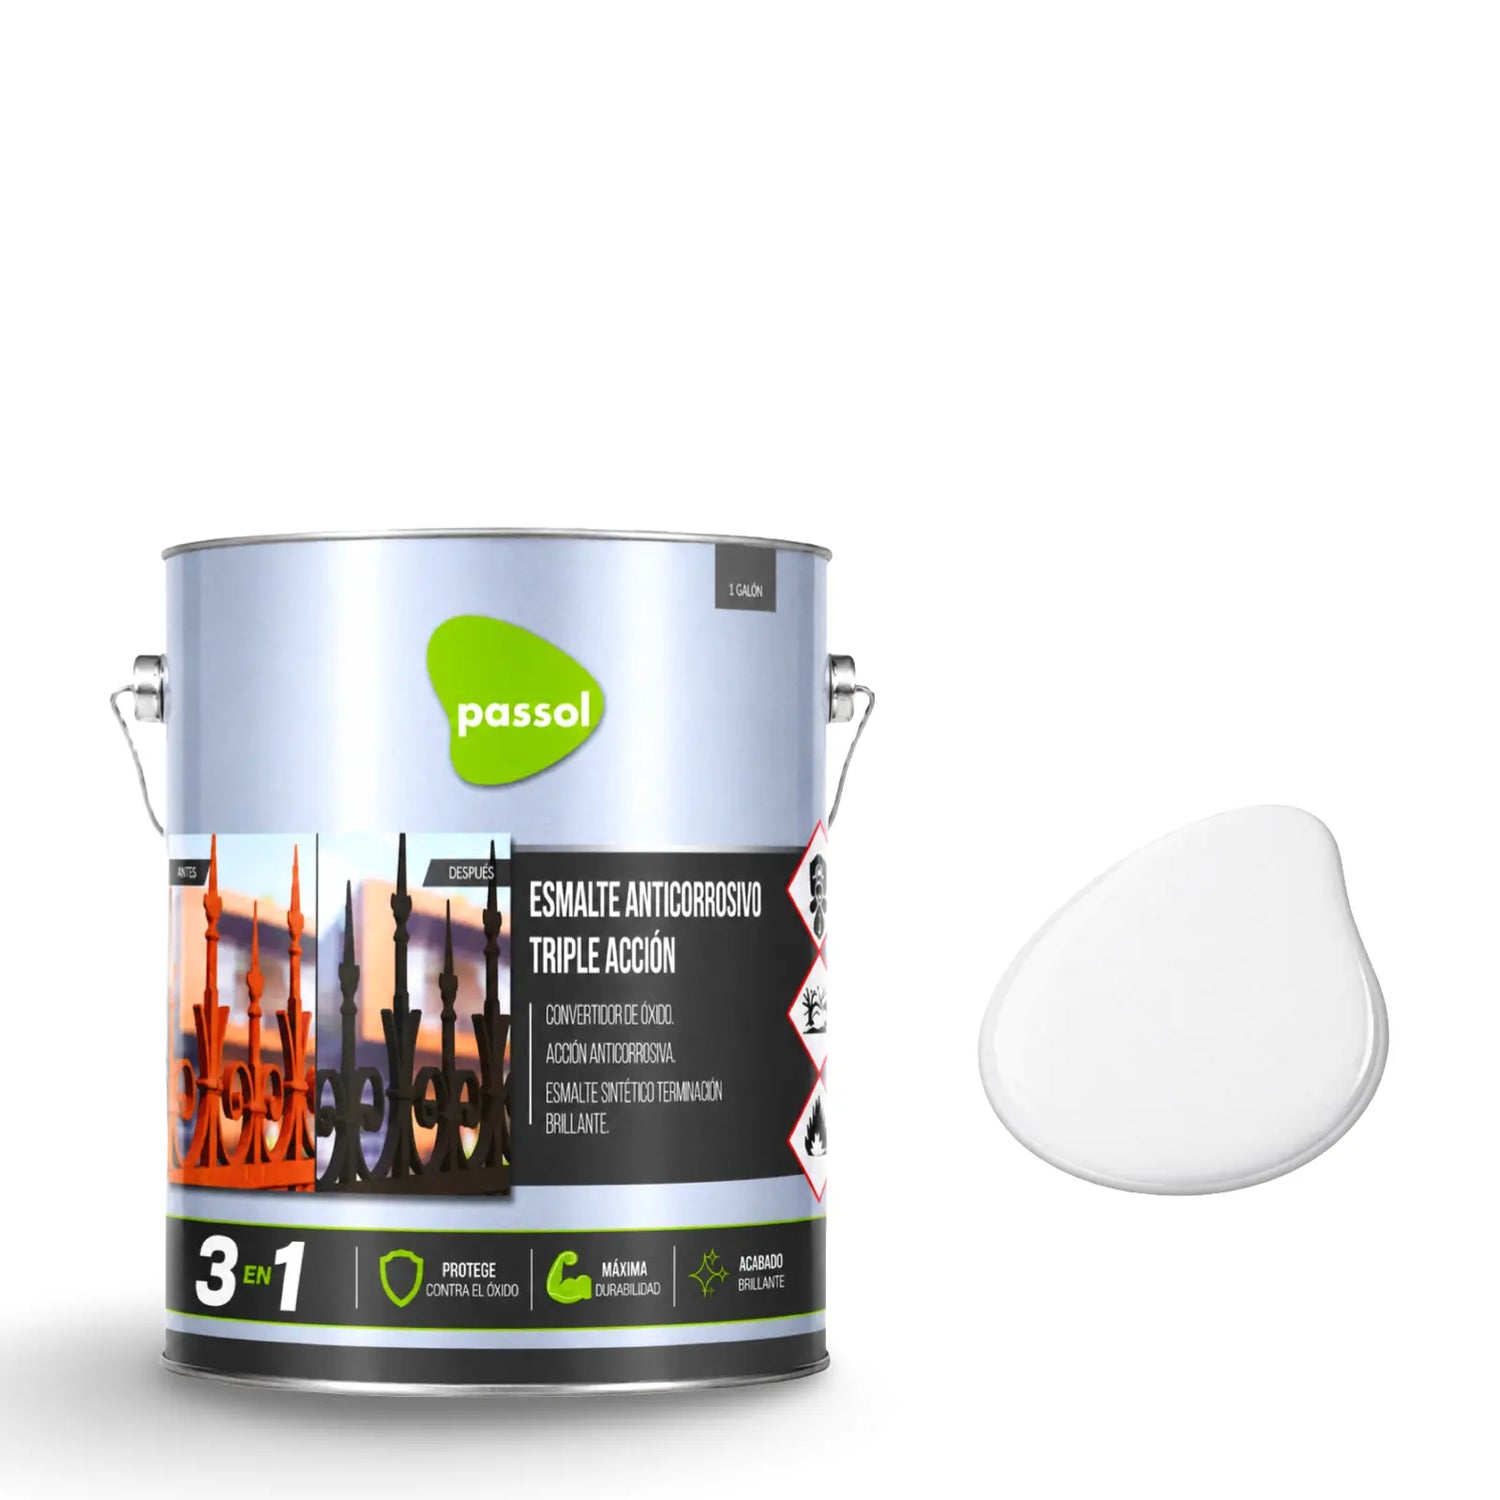 1 GALÓN
passol
ANTES
DESPUÉS
ESMALTE ANTICORROSIVO
TRIPLE ACCIÓN
CONVERTIDOR DE ÓXIDO.
ACCIÓN ANTICORROSIVA.
ESMALTE SINTÉTICO TERMINACIÓN
BRILLANTE.
3 EN 1
PROTEGE
CONTRA EL ÓXIDO
MÁXIMA
DURABILIDAD
ACABADO
BRILLANTE